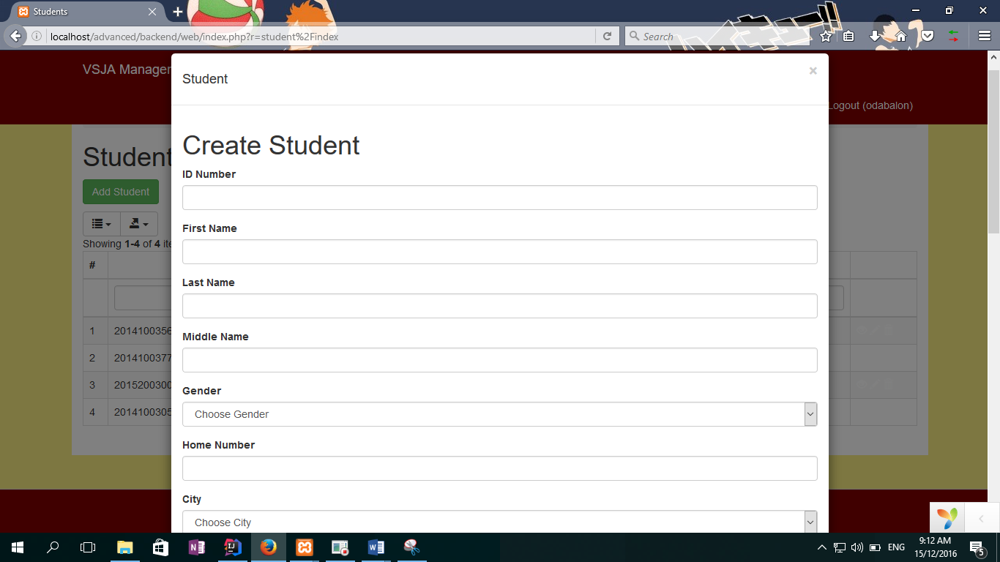 Students
localhost/advanced/backend/web/index.php?r=student%2Findex
Search
VSJA Manager
Logout (odabalon)
Student
Add Student
Showing 1-4 of 4 ite
#
1 2014100356
2 2014100377
3 2015200300
4 2014100305
Student
×
Create Student
ID Number
First Name
Last Name
Middle Name
Gender
Choose Gender
Home Number
City
Choose City
ENG
9:12 AM
15/12/2016
5